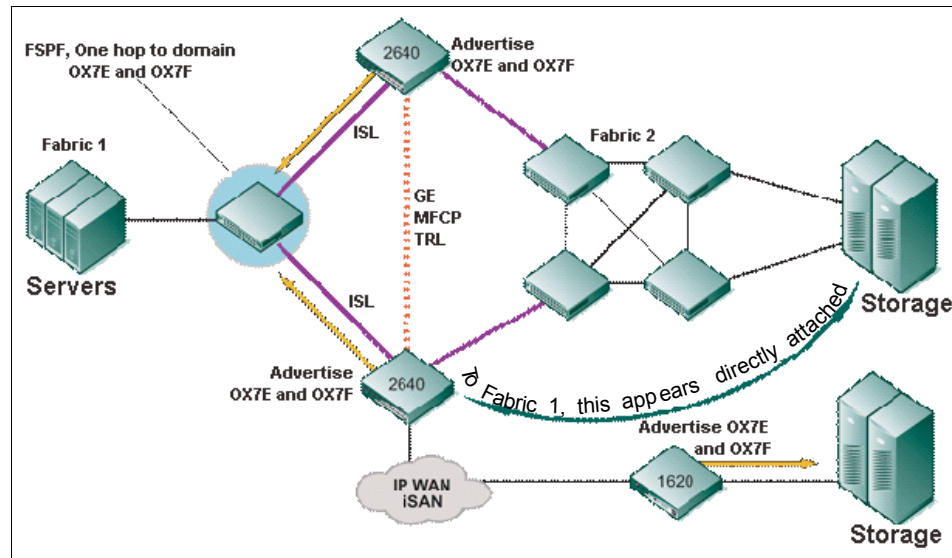 FSPF, One hop to domain
OX7E and OX7F
2640
Advertise
OX7E and OX7F
Fabric 1
ISL
Fabric 2
GE
MFCP
TRL
Servers
ISL
Storage
Advertise
OX7E and OX7F
2640
To Fabric 1, this appears directly attached
Advertise OX7E
and OX7F
IP WAN
iSAN
1620
Storage